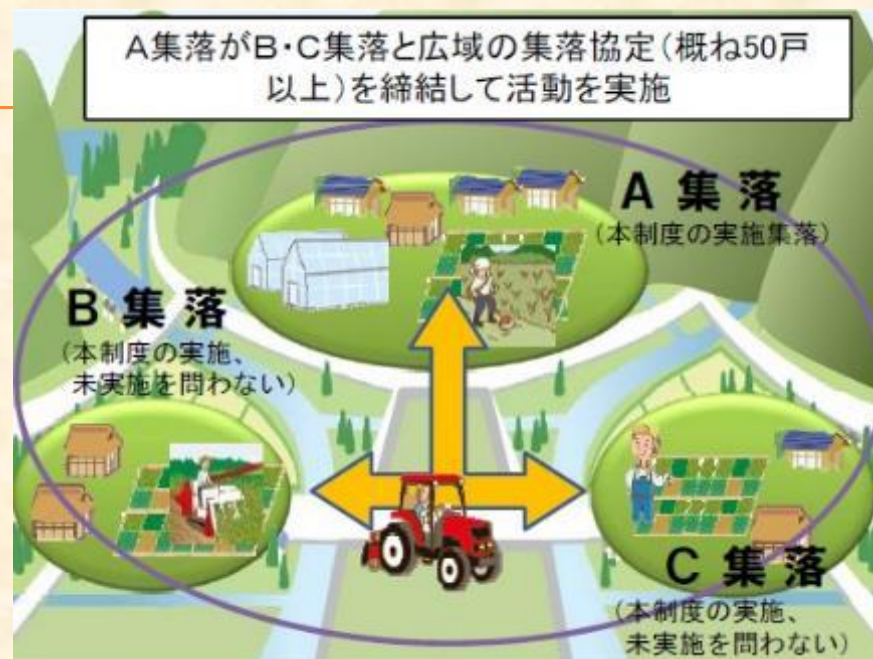 A集落がB・C集落と広域の集落協定(概ね50戸
以上)を締結して活動を実施
A 集 落
(本制度の実施集落)
B 集 落
(本制度の実施、
未実施を問わない)
C 集 落
(本制度の実施、
未実施を問わない)